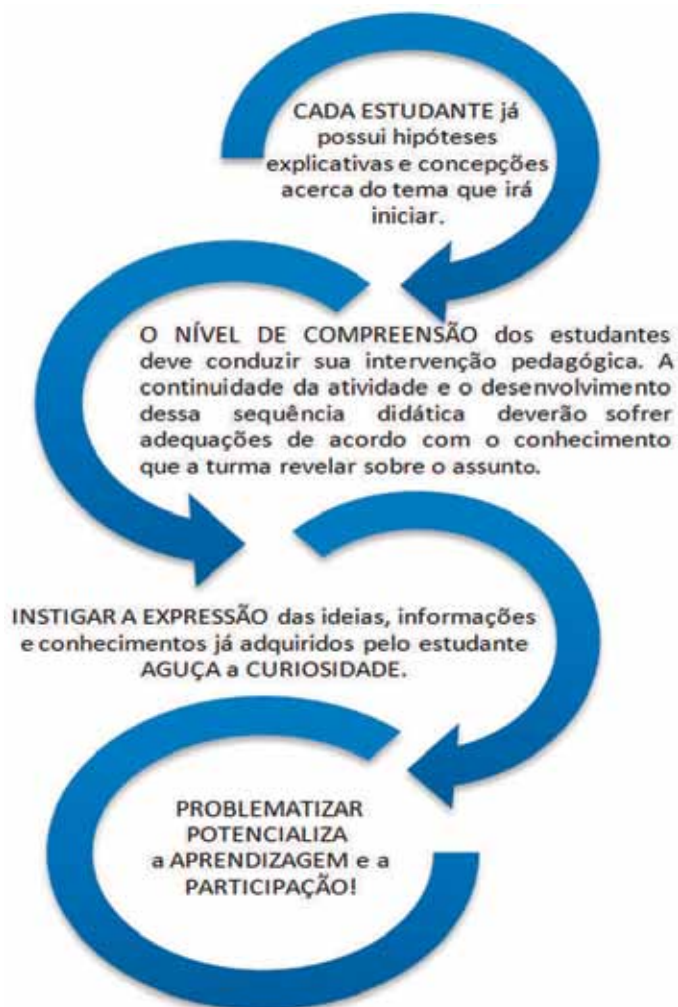 CADA ESTUDANTE já
possui hipóteses
explicativas e concepções
acerca do tema que irá
iniciar.
O NÍVEL DE COMPREENSÃO dos estudantes
deve conduzir sua intervenção pedagógica. A
continuidade da atividade e o desenvolvimento
dessa sequência didática deverão sofrer
adequações de acordo com o conhecimento
que a turma revelar sobre o assunto.
INSTIGAR A EXPRESSÃO das ideias, informações
e conhecimentos já adquiridos pelo estudante
AGUÇA a CURIOSIDADE.
PROBLEMATIZAR
POTENCIALIZA
a APRENDIZAGEM e a
PARTICIPAÇÃO!